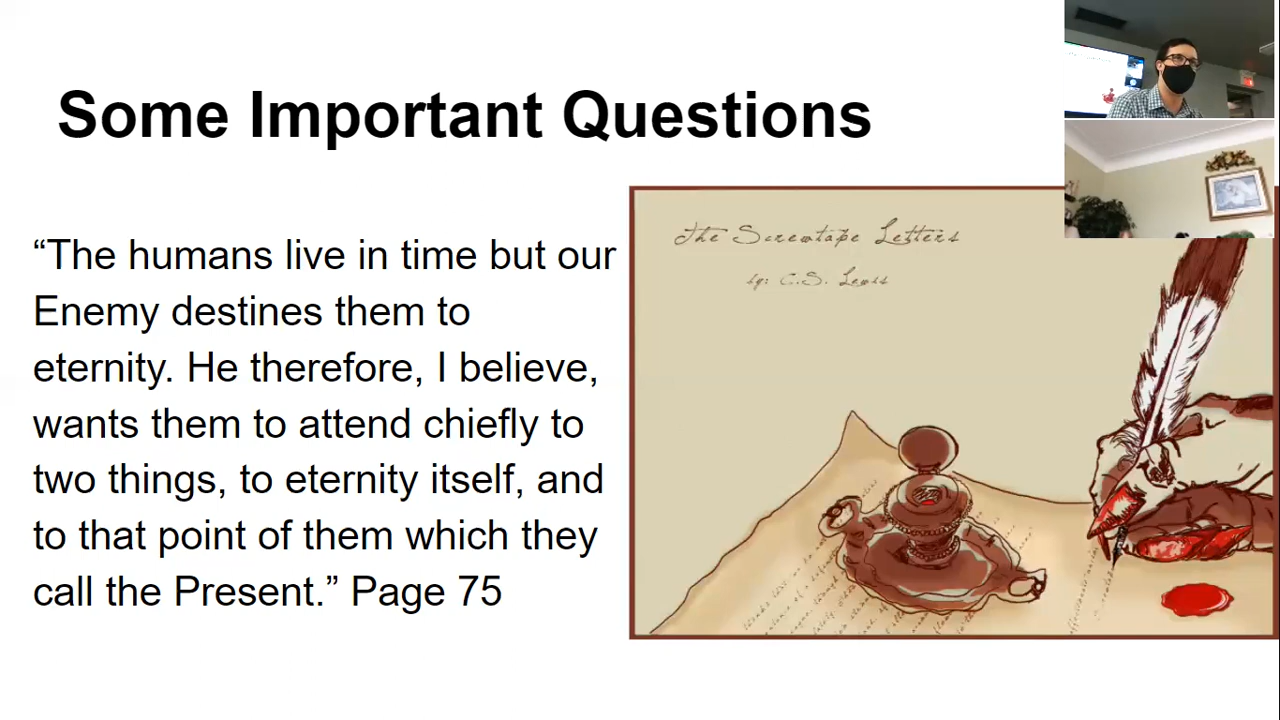 Some Important Questions
“The humans live in time but our
Enemy destines them to
eternity. He therefore, I believe,
wants them to attend chiefly to
two things, to eternity itself, and
to that point of them which they
call the Present.” Page 75
The Screwtape Letters
by: C.S. Lewis